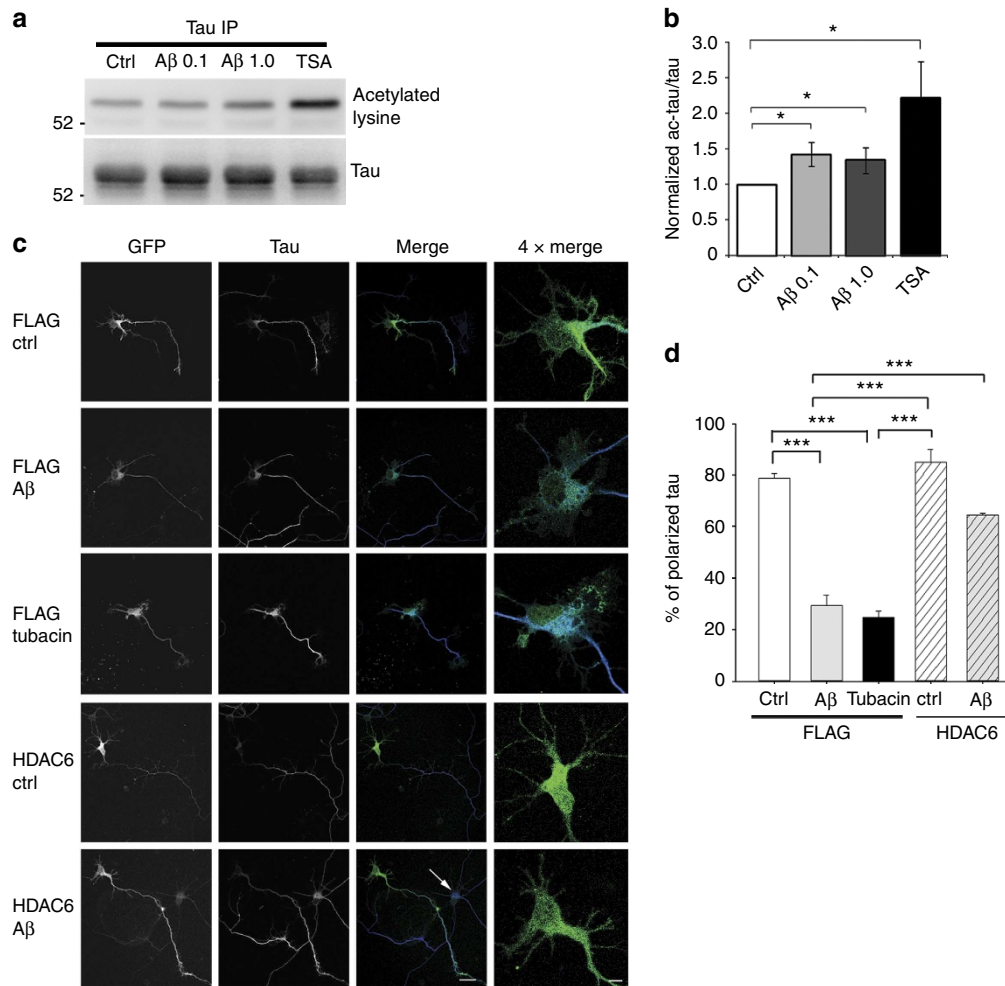 a
Tau IP
Ctrl Aβ 0.1 Aβ 1.0 TSA
52
Acetylated
lysine
52
Tau
b
Normalized ac-tau/tau
3.0
2.5
2.0
1.5
1.0
0.5
0
*
*
*
Ctrl
Aβ 0.1
Aβ 1.0
TSA
c
GFP Tau Merge 4 × merge
FLAG
ctrl
FLAG
Aβ
FLAG
tubacin
HDAC6
ctrl
HDAC6
Aβ
d
% of polarized tau
100
80
60
40
20
0
***
***
***
***
***
Ctrl Aβ Tubacin ctrl Aβ
FLAG HDAC6